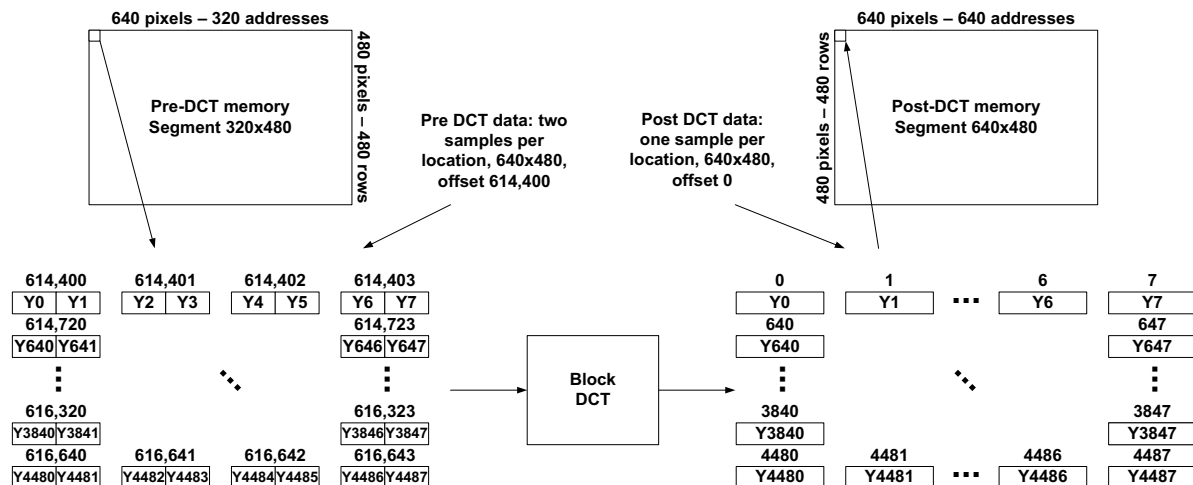 640 pixels – 320 addresses
480 pixels – 480 rows
Pre-DCT memory
Segment 320x480
Pre DCT data: two
samples per
location, 640x480,
offset 614,400
Post DCT data:
one sample per
location, 640x480,
offset 0
640 pixels – 640 addresses
480 pixels – 480 rows
Post-DCT memory
Segment 640x480
614,400 614,401 614,402 614,403
Y0 Y1 Y2 Y3 Y4 Y5 Y6 Y7
614,720 614,723
Y640 Y641 Y646 Y647
616,320 616,323
Y3840 Y3841 Y3846 Y3847
616,640 616,641 616,642 616,643
Y4480 Y4481 Y4482 Y4483 Y4484 Y4485 Y4486 Y4487
Block
DCT
0 1 6 7
Y0 Y1 Y6 Y7
640 647
Y640 Y647
3840 3847
Y3840 Y3847
4480 4481 4486 4487
Y4480 Y4481 Y4486 Y4487